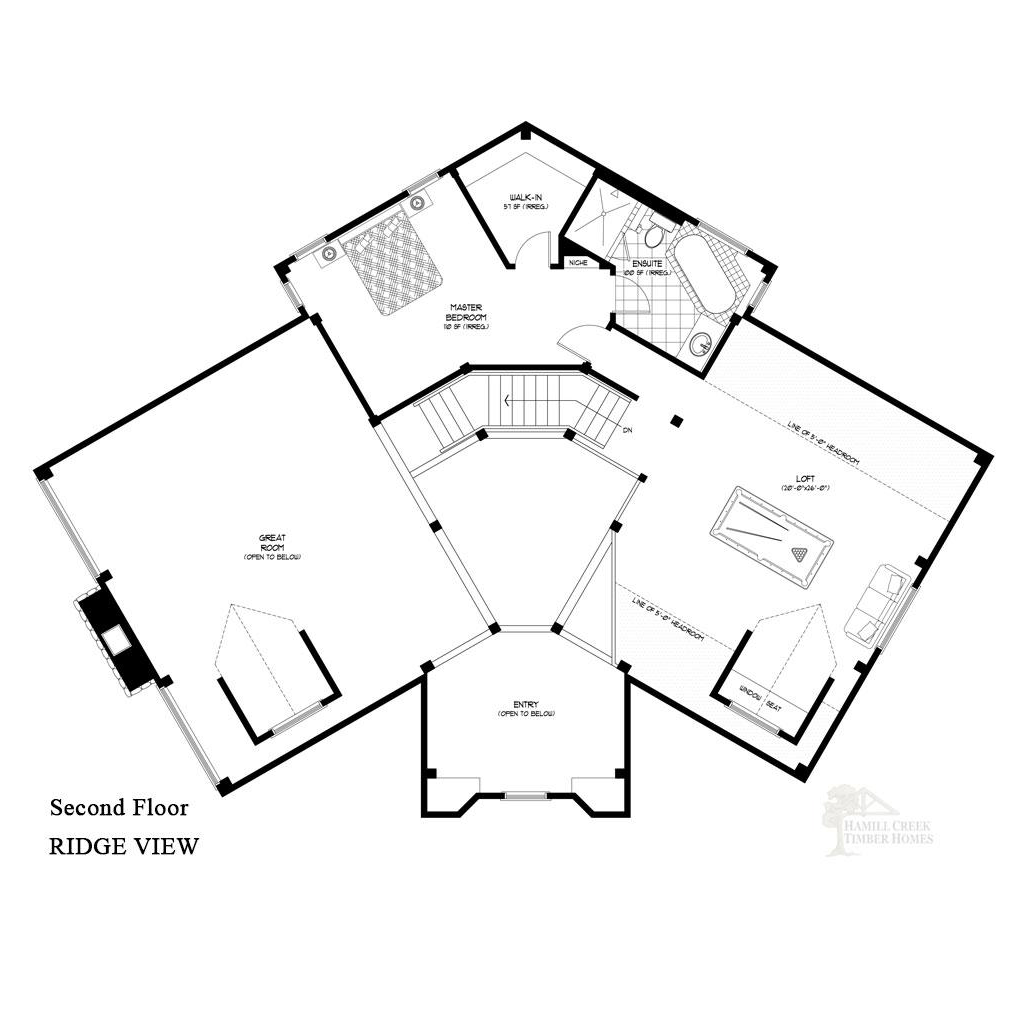 WALK-IN
57 SF (IRREG.)
NICHE
ENSUITE
100 SF (IRREG.)
MASTER
BEDROOM
110 SF (IRREG.)
DN
LINE OF 5'-0" HEADROOM
LOFT
(20'-0"x26'-0")
GREAT
ROOM
(OPEN TO BELOW)
LINE OF 5'-0" HEADROOM
WINDOW SEAT
ENTRY
(OPEN TO BELOW)
Second Floor
RIDGE VIEW
HAMILL CREEK
TIMBER HOMES